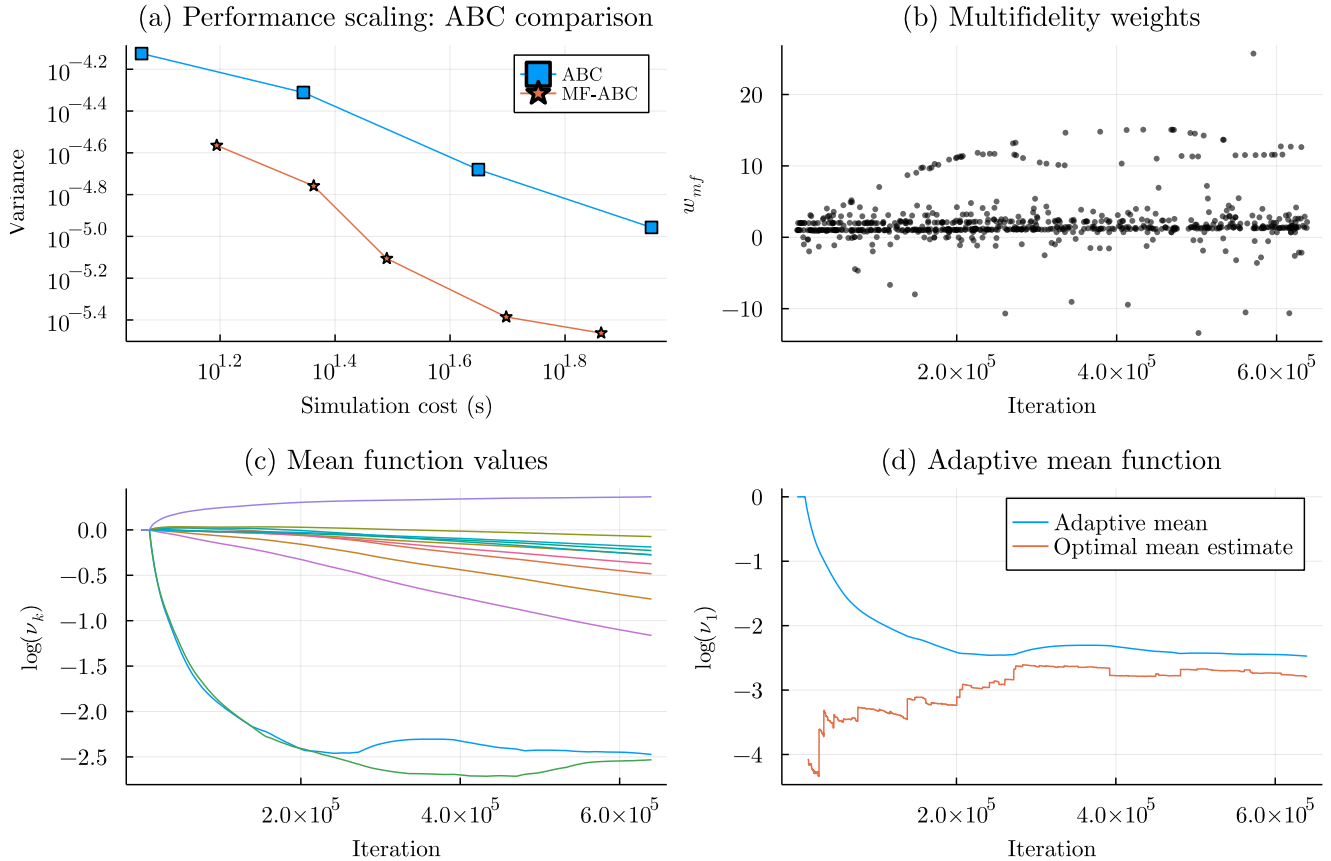 (a) Performance scaling: ABC comparison
10^−4.2
10^−4.4
10^−4.6
10^−4.8
10^−5.0
10^−5.2
10^−5.4
Variance
ABC
MF-ABC
10^1.2
10^1.4
10^1.6
10^1.8
Simulation cost (s)
(b) Multifidelity weights
20
10
0
−10
w_mf
2.0×10^5
4.0×10^5
6.0×10^5
Iteration
(c) Mean function values
0.0
−0.5
−1.0
−1.5
−2.0
−2.5
log(ν_k)
2.0×10^5
4.0×10^5
6.0×10^5
Iteration
(d) Adaptive mean function
0
−1
−2
−3
−4
log(ν_1)
Adaptive mean
Optimal mean estimate
2.0×10^5
4.0×10^5
6.0×10^5
Iteration